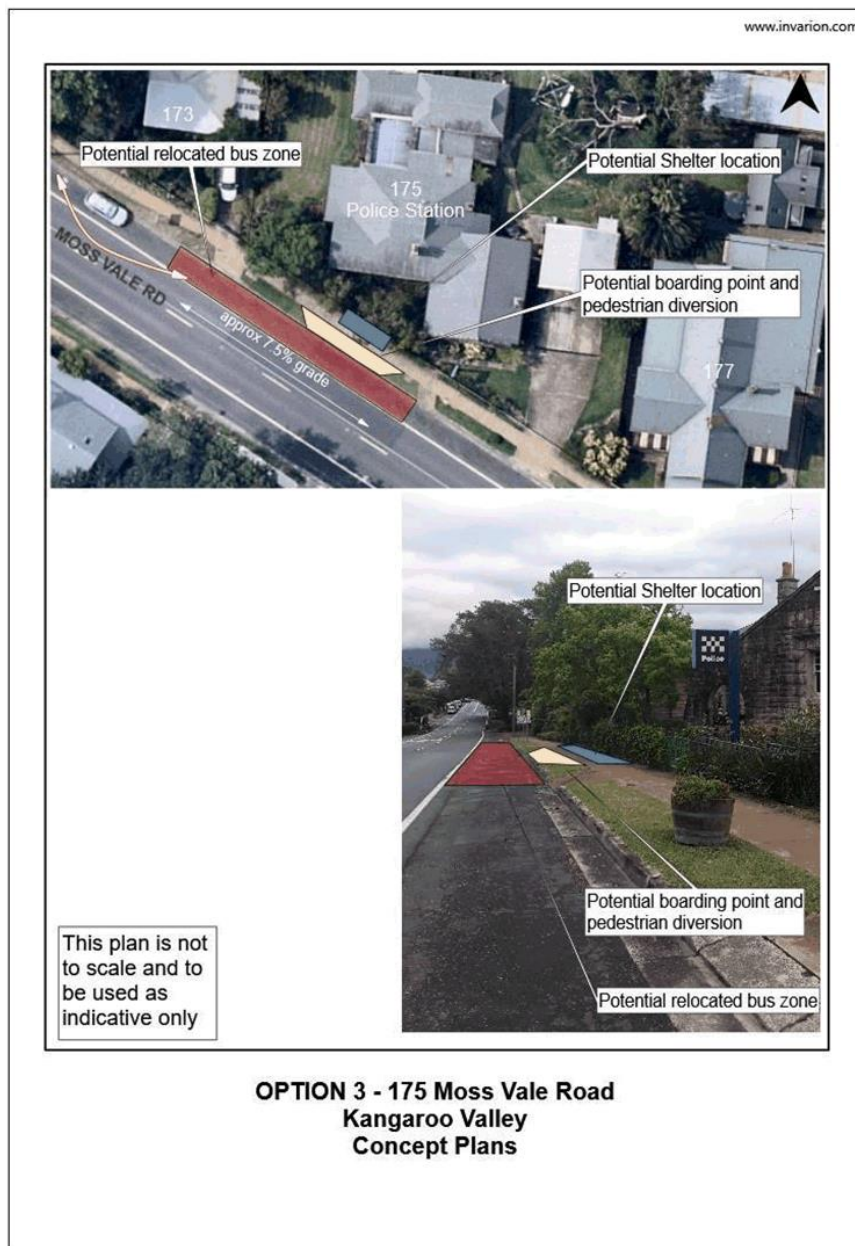 www.invarion.com
173
Potential relocated bus zone
Potential Shelter location
175
Police Station
Potential boarding point and
pedestrian diversion
MOSS VALE RD
approx 7.5% grade
177
Potential Shelter location
Police
Potential boarding point and
pedestrian diversion
Potential relocated bus zone
This plan is not
to scale and to
be used as
indicative only
OPTION 3 - 175 Moss Vale Road
Kangaroo Valley
Concept Plans